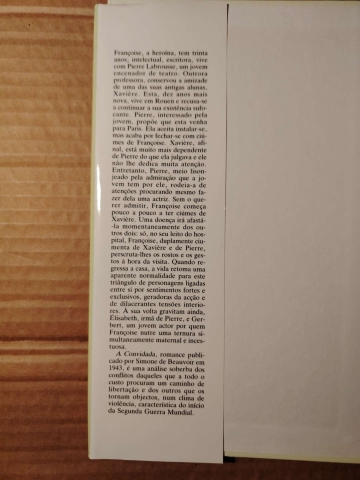 Françoise, a heroína, tem trinta
anos, intelectual, escritora, vive
com Pierre Labrousse, um jovem
encenador de teatro. Outrora
professora, conservou a amizade
de uma das suas antigas alunas,
Xavière. Esta, dez anos mais
nova, vive em Rouen e recusa-se
a continuar a sua existência sufo-
cante. Pierre, interessado pela
jovem, propõe que esta venha
para Paris. Ela aceita instalar-se,
mas acaba por fechar-se com ciú-
mes de Françoise. Xavière, afi-
nal, está muito mais dependente
de Pierre do que ela julgava e ele
não lhe dedica muita atenção.
Entretanto, Pierre, meio lison-
jeado pela admiração que a jo-
vem tem por ele, rodeia-a de
atenções procurando mesmo fa-
zer dela uma actriz. Sem o que-
rer admitir, Françoise começa
pouco a pouco a ter ciúmes de
Xavière. Uma doença irá afastá-
-la momentaneamente dos ou-
tros dois: só, no seu leito do hos-
pital, Françoise, duplamente ciu-
menta de Xavière e de Pierre,
perscruta-lhes os rostos e os ges-
tos à hora da visita. Quando re-
gressa a casa, a vida retoma uma
aparente normalidade para este
triângulo de personagens ligadas
entre si por sentimentos fortes e
exclusivos, geradoras da acção e
de dilacerantes tensões interio-
res. À sua volta gravitam ainda,
Élisabeth, irmã de Pierre, e Ger-
bert, um jovem actor por quem
Françoise nutre uma ternura si-
multaneamente maternal e inces-
tuosa.
A Convidada, romance publi-
cado por Simone de Beauvoir em
1943, é uma análise soberba dos
conflitos daqueles que a todo o
custo procuram um caminho de
libertação e dos outros que os
tornam objectos, num clima de
violência, característica do início
da Segunda Guerra Mundial.